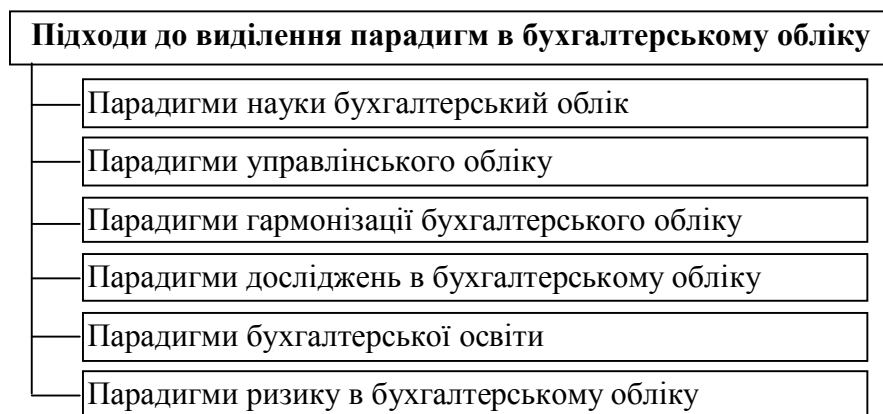 Підходи до виділення парадигм в бухгалтерському обліку
Парадигми науки бухгалтерський облік
Парадигми управлінського обліку
Парадигми гармонізації бухгалтерського обліку
Парадигми досліджень в бухгалтерському обліку
Парадигми бухгалтерської освіти
Парадигми ризику в бухгалтерському обліку